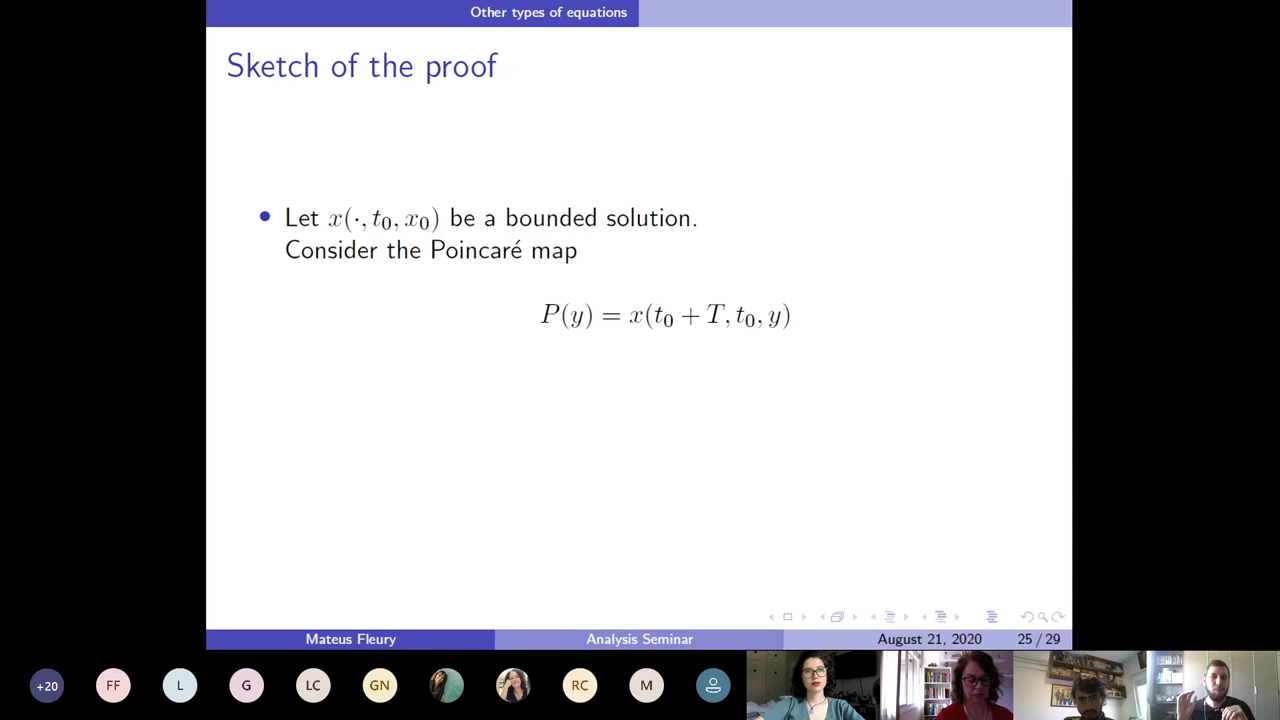 Other types of equations
Sketch of the proof
• Let x(·, t₀, x₀) be a bounded solution.
Consider the Poincaré map
P(y) = x(t₀ + T, t₀, y)
Mateus Fleury
Analysis Seminar
August 21, 2020
25 / 29
+20
FF
L
G
LC
GN
RC
M